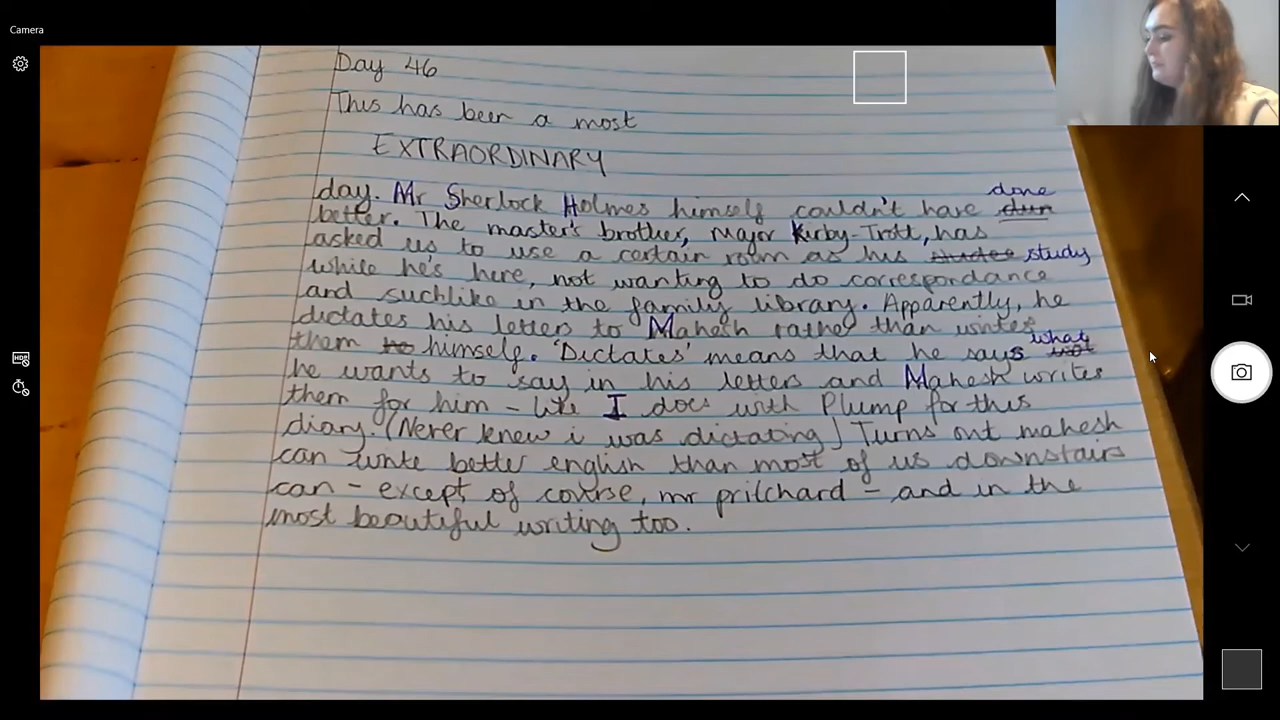 Camera
Day 46
This has been a most
EXTRAORDINARY
day. Mr Sherlock Holmes himself couldn't have done
better. The master's brother, Major Kirby-Trott, has
asked us to use a certain room as his study
while he's here, not wanting to do correspondance
and suchlike in the family library. Apparently, he
dictates his letters to Mahesh rather than writes
them himself. 'Dictates' means that he says what
he wants to say in his letters and Mahesh writes
them for him - like I does with Plump for this
diary. (Never knew i was dictating) Turns out mahesh
can write better english than most of us downstairs
can - except of course, mr prilchard - and in the
most beautiful writing too.
HDR